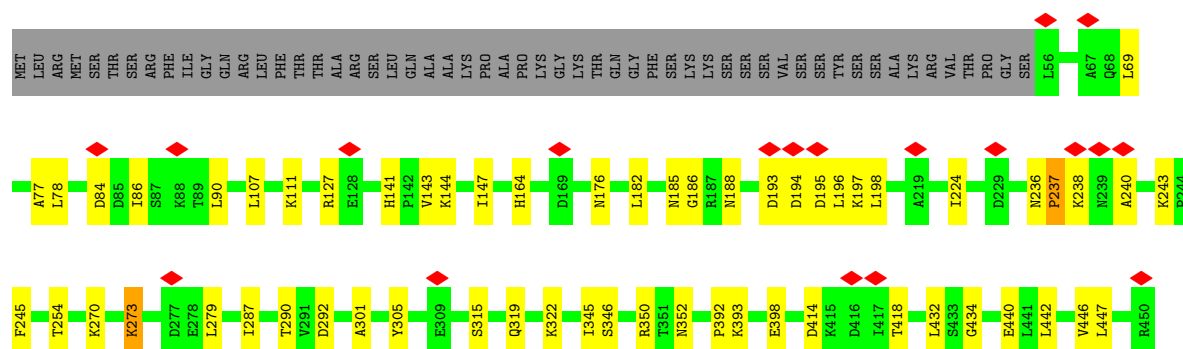 MET LEU ARG MET SER THR SER ARG PHE ILE GLY GLN ARG LEU PHE THR THR ALA ARG SER LEU GLN ALA ALA LYS PRO ALA PRO LYS GLY LYS THR GLN GLY PHE SER LYS LYS SER SER SER VAL SER SER TYR SER SER ALA LYS ARG VAL THR PRO GLY SER L56 A67 Q68 L69
A77 L78 D84 D85 I86 S87 K88 T89 L90 L107 K111 R127 E128 H141 P142 V143 K144 I147 H164 D169 N176 L182 N185 G186 R187 N188 D193 D194 D195 L196 K197 L198 A219 I224 D229 N236 P237 K238 N239 A240 K243 P244
F245 T254 K270 K273 D277 E278 L279 I287 T290 V291 D292 A301 Y305 E309 S315 Q319 K322 I345 S346 R350 T351 N352 P392 K393 E398 D414 K415 D416 I417 T418 L432 S433 G434 E440 L441 L442 V446 L447 R450